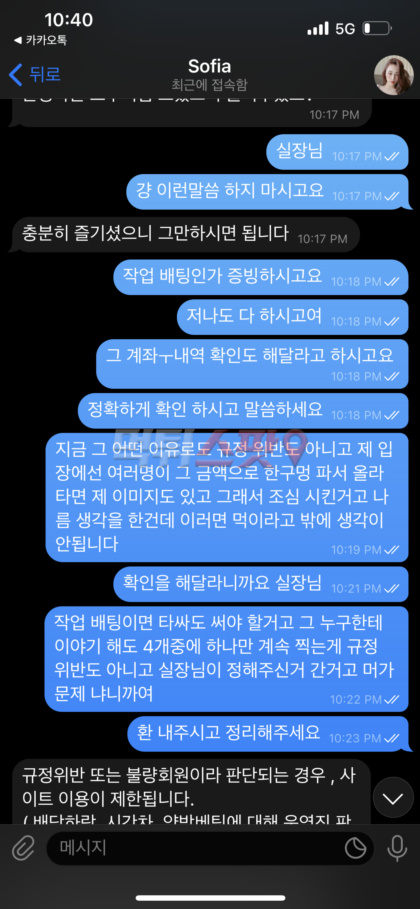 10:40
5G
◀ 카카오톡
뒤로
Sofia
최근에 접속함
10:17 PM
실장님 10:17 PM
걍 이런말씀 하지 마시고요 10:17 PM
충분히 즐기셨으니 그만하시면 됩니다 10:17 PM
작업 배팅인가 증빙하시고요 10:18 PM
저나도 다 하시고여 10:18 PM
그 계좌ㅜ내역 확인도 해달라고 하시고요
10:18 PM
정확하게 확인 하시고 말씀하세요 10:18 PM
먹튀스팟
지금 그 어떤 이유로도 규정 위반도 아니고 제 입
장에선 여러명이 그 금액으로 한구멍 파서 올라
타면 제 이미지도 있고 그래서 조심 시킨거고 나
름 생각을 한건데 이러면 먹이라고 밖에 생각이
안됩니다
10:19 PM
확인을 해달라니까요 실장님 10:21 PM
작업 배팅이면 타싸도 써야 할거고 그 누구한테
이야기 해도 4개중에 하나만 계속 찍는게 규정
위반도 아니고 실장님이 정해주신거 간거고 머가
문제 냐니까여
10:22 PM
환 내주시고 정리해주세요 10:23 PM
규정위반 또는 불량회원이라 판단되는 경우 , 사
이트 이용이 제한됩니다.
( 배당하락, 시간차, 양방베팅에 대해 운영진 판
메시지